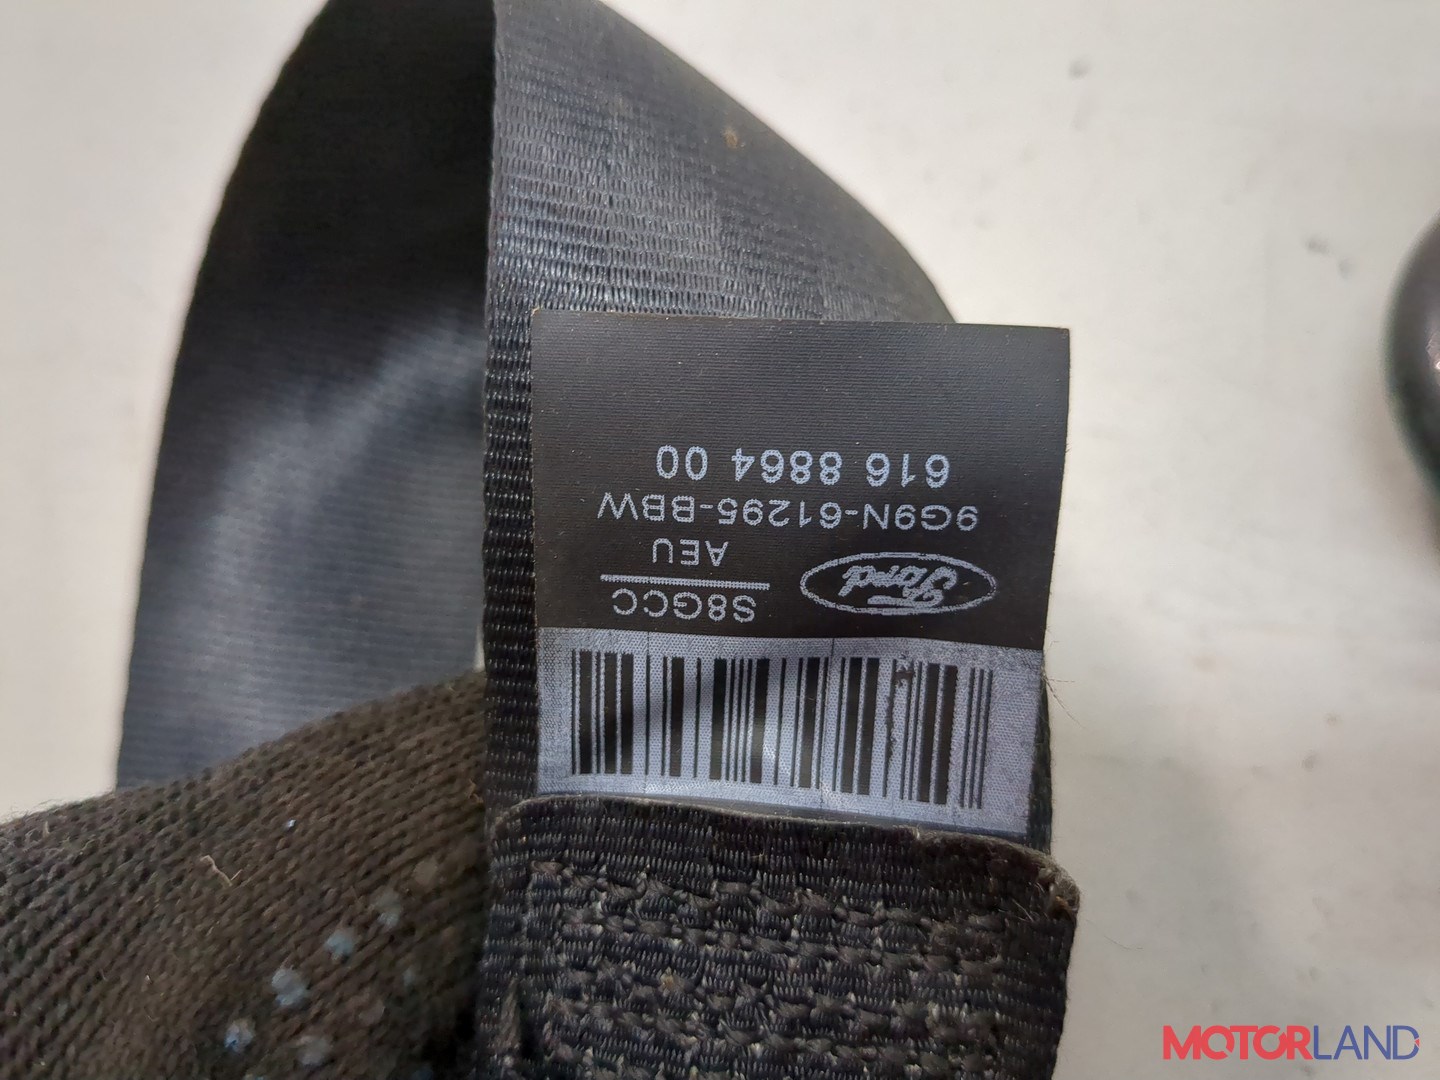 S8GCC
Ford
AEU
9G9N-61295-BBW
616 8864 00
MOTORLAND